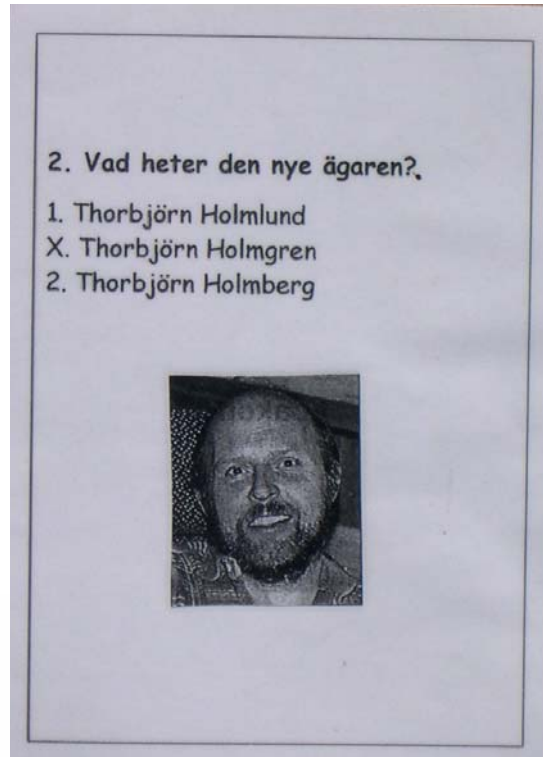 2. Vad heter den nye ägaren?.
1. Thorbjörn Holmlund
X. Thorbjörn Holmgren
2. Thorbjörn Holmberg